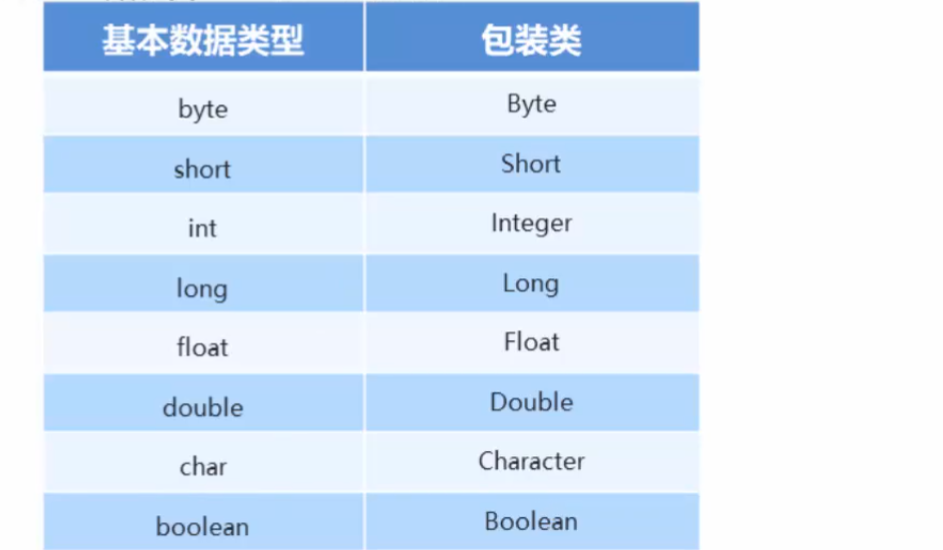 基本数据类型 包装类
byte Byte
short Short
int Integer
long Long
float Float
double Double
char Character
boolean Boolean